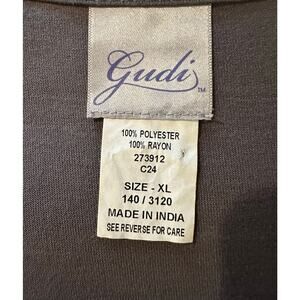 Gudi
TM
100% POLYESTER
100% RAYON
273912
C24
SIZE - XL
140 / 3120
MADE IN INDIA
SEE REVERSE FOR CARE